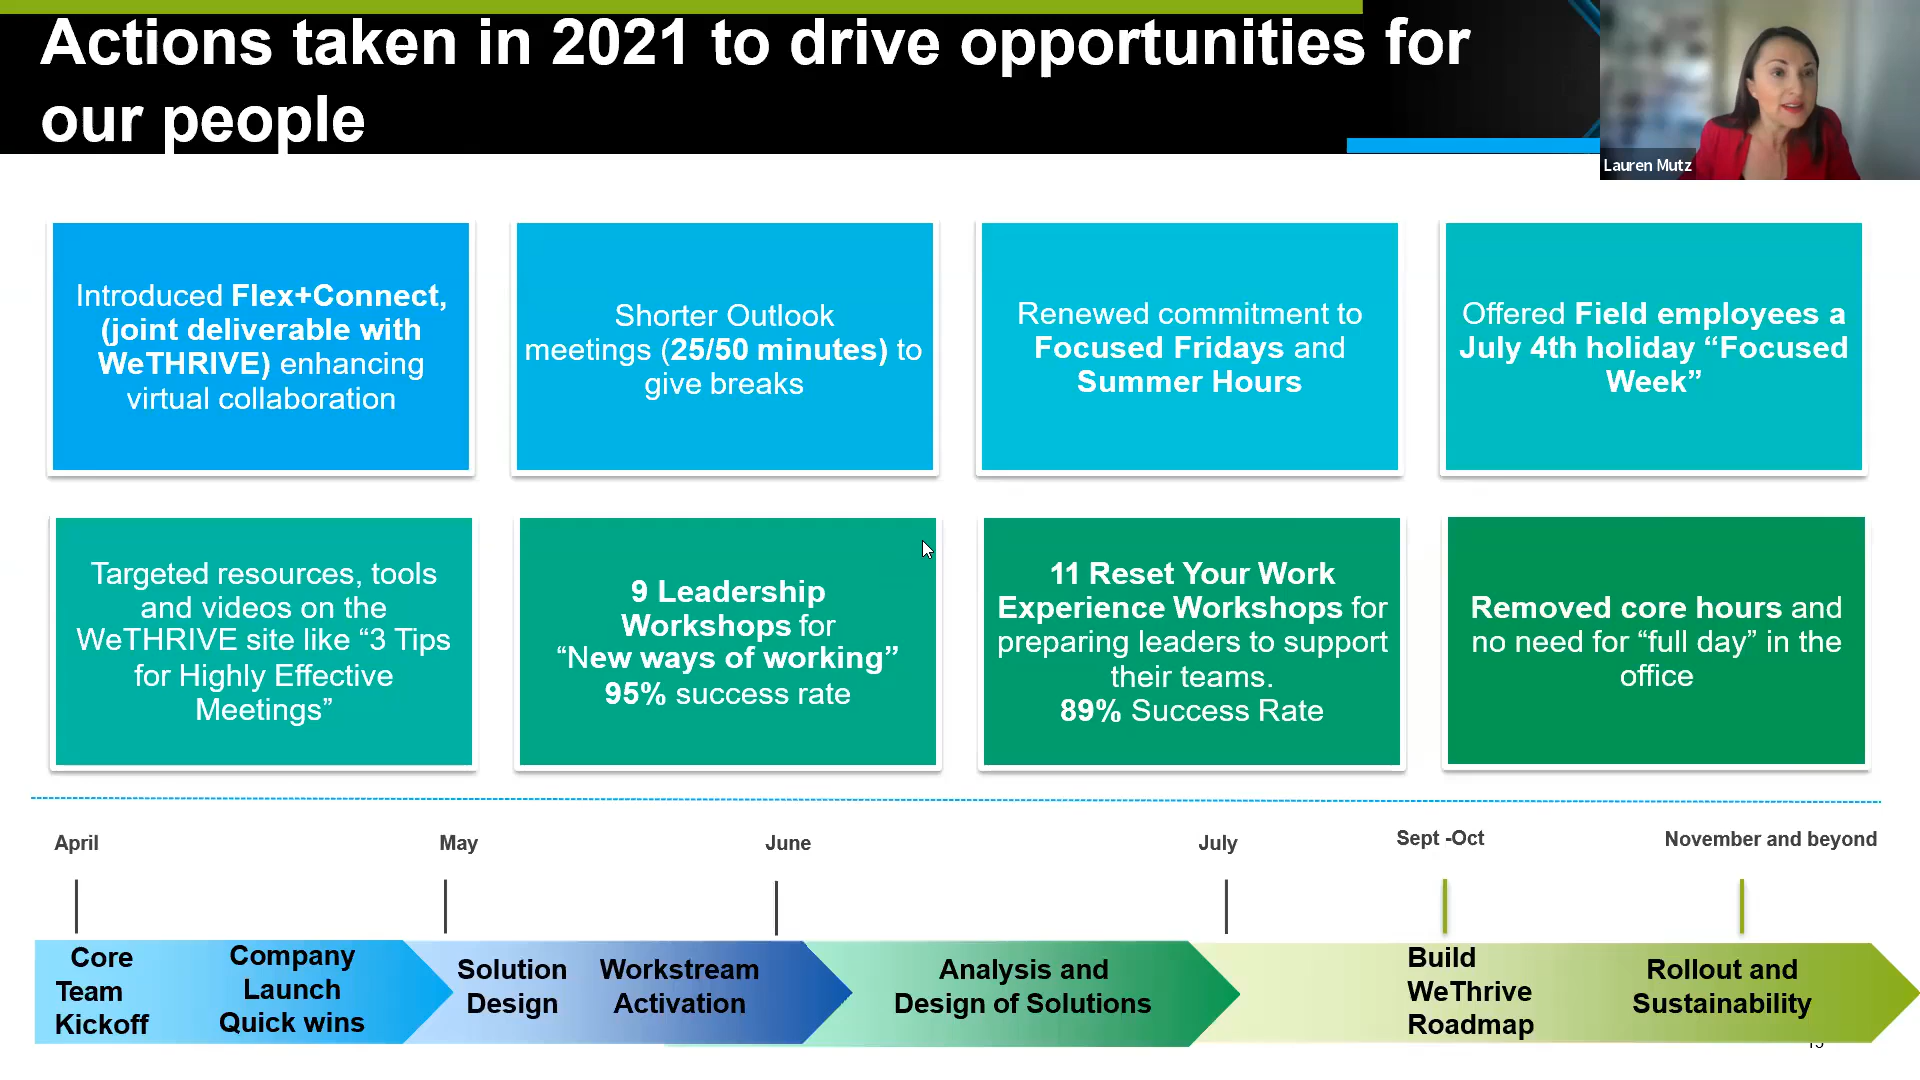 Actions taken in 2021 to drive opportunities for
our people
Lauren Mutz
Introduced Flex+Connect,
(joint deliverable with
WeTHRIVE) enhancing
virtual collaboration
Shorter Outlook
meetings (25/50 minutes) to
give breaks
Renewed commitment to
Focused Fridays and
Summer Hours
Offered Field employees a
July 4th holiday “Focused
Week”
Targeted resources, tools
and videos on the
WeTHRIVE site like “3 Tips
for Highly Effective
Meetings”
9 Leadership
Workshops for
“New ways of working”
95% success rate
11 Reset Your Work
Experience Workshops for
preparing leaders to support
their teams.
89% Success Rate
Removed core hours and
no need for “full day” in the
office
April
May
June
July
Sept -Oct
November and beyond
Core
Team
Kickoff
Company
Launch
Quick wins
Solution
Design
Workstream
Activation
Analysis and
Design of Solutions
Build
WeThrive
Roadmap
Rollout and
Sustainability